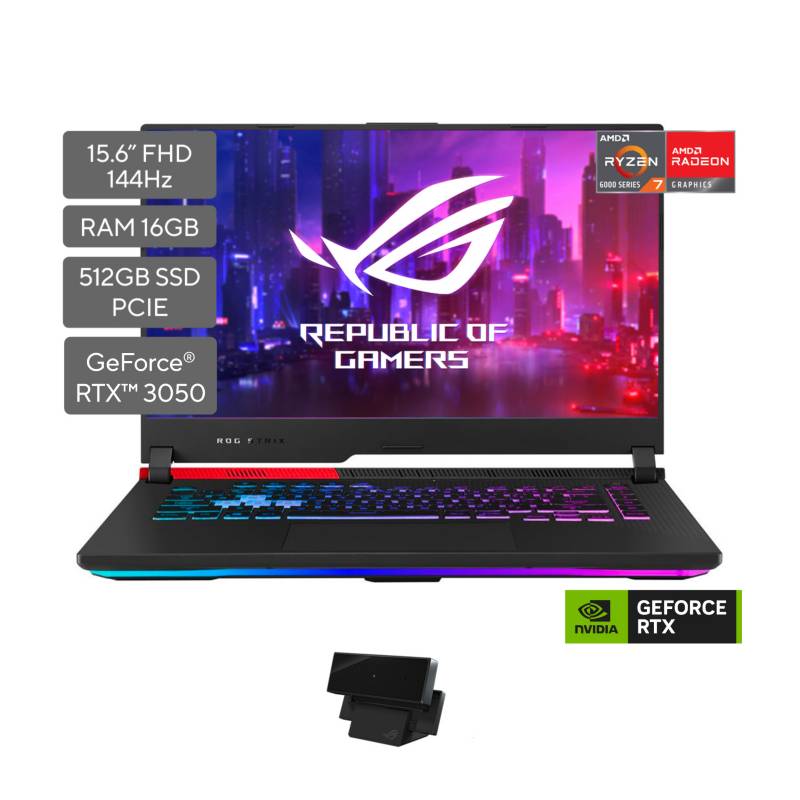 15.6” FHD
144Hz
RAM 16GB
512GB SSD
PCIE
GeForce®
RTX™ 3050
AMD
RYZEN
6000 SERIES 7
AMD
RADEON
GRAPHICS
REPUBLIC OF
GAMERS
ROG STRIX
NVIDIA
GEFORCE
RTX